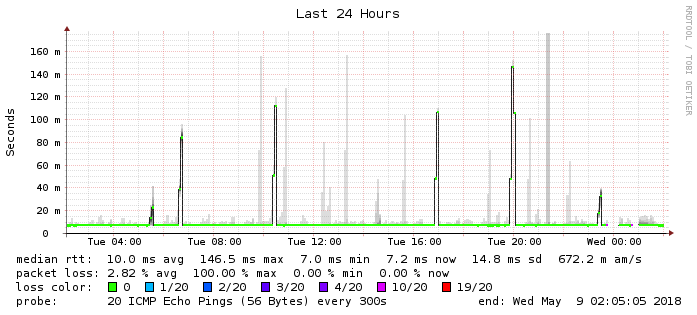 Last 24 Hours
RRDTOOL / TOBI OETIKER
Seconds
160 m
140 m
120 m
100 m
80 m
60 m
40 m
20 m
0
Tue 04:00 Tue 08:00 Tue 12:00 Tue 16:00 Tue 20:00 Wed 00:00
median rtt: 10.0 ms avg 146.5 ms max 7.0 ms min 7.2 ms now 14.8 ms sd 672.2 m am/s
packet loss: 2.82 % avg 100.00 % max 0.00 % min 0.00 % now
loss color: 0 1/20 2/20 3/20 4/20 10/20 19/20
probe: 20 ICMP Echo Pings (56 Bytes) every 300s end: Wed May 9 02:05:05 2018